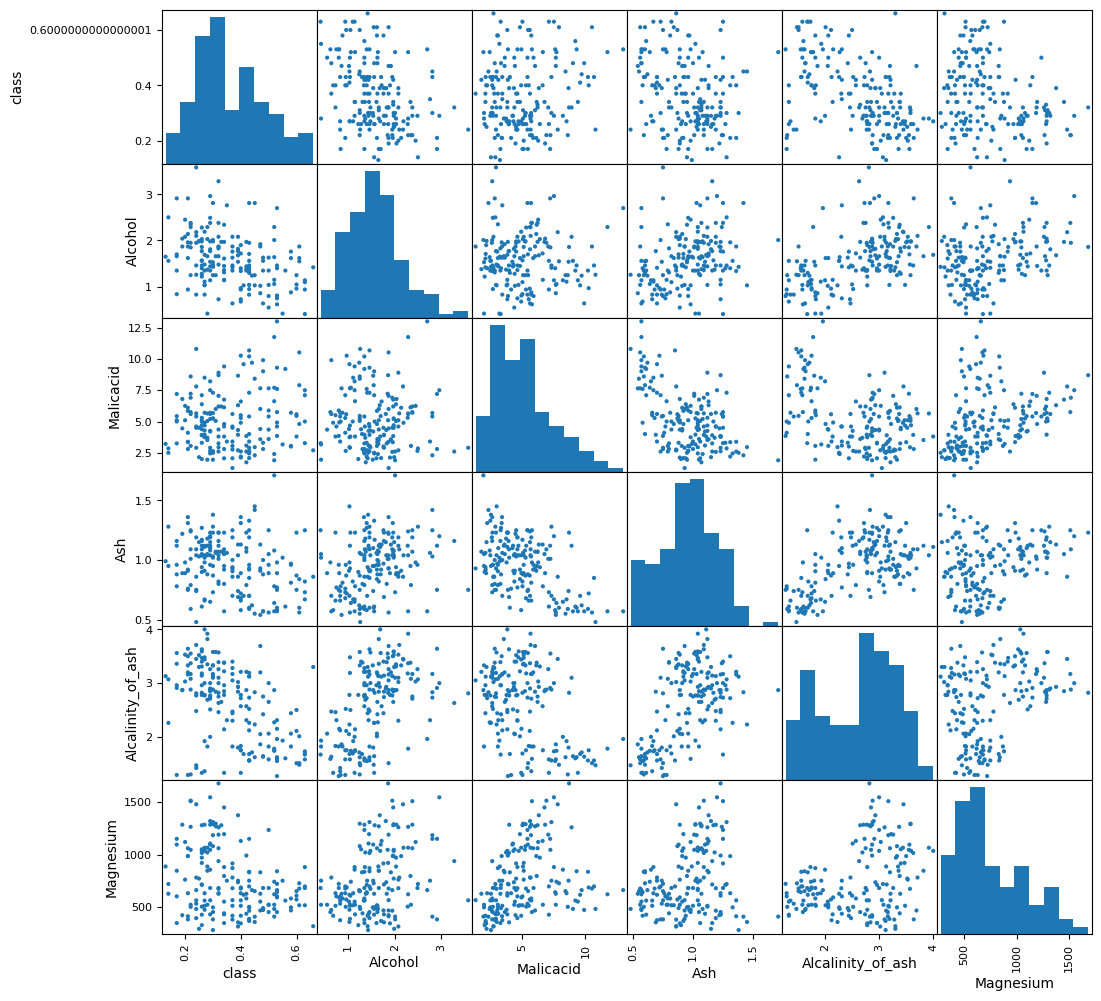 0.6000000000000001
0.4
0.2
class
3
2
1
Alcohol
12.5
10.0
7.5
5.0
2.5
Malicacid
1.5
1.0
0.5
Ash
4
3
2
Alcalinity_of_ash
1500
1000
500
Magnesium
0.2 0.4 0.6 1 2 3 5 10 0.5 1.0 1.5 2 3 4 500 1000 1500
class Alcohol Malicacid Ash Alcalinity_of_ash Magnesium